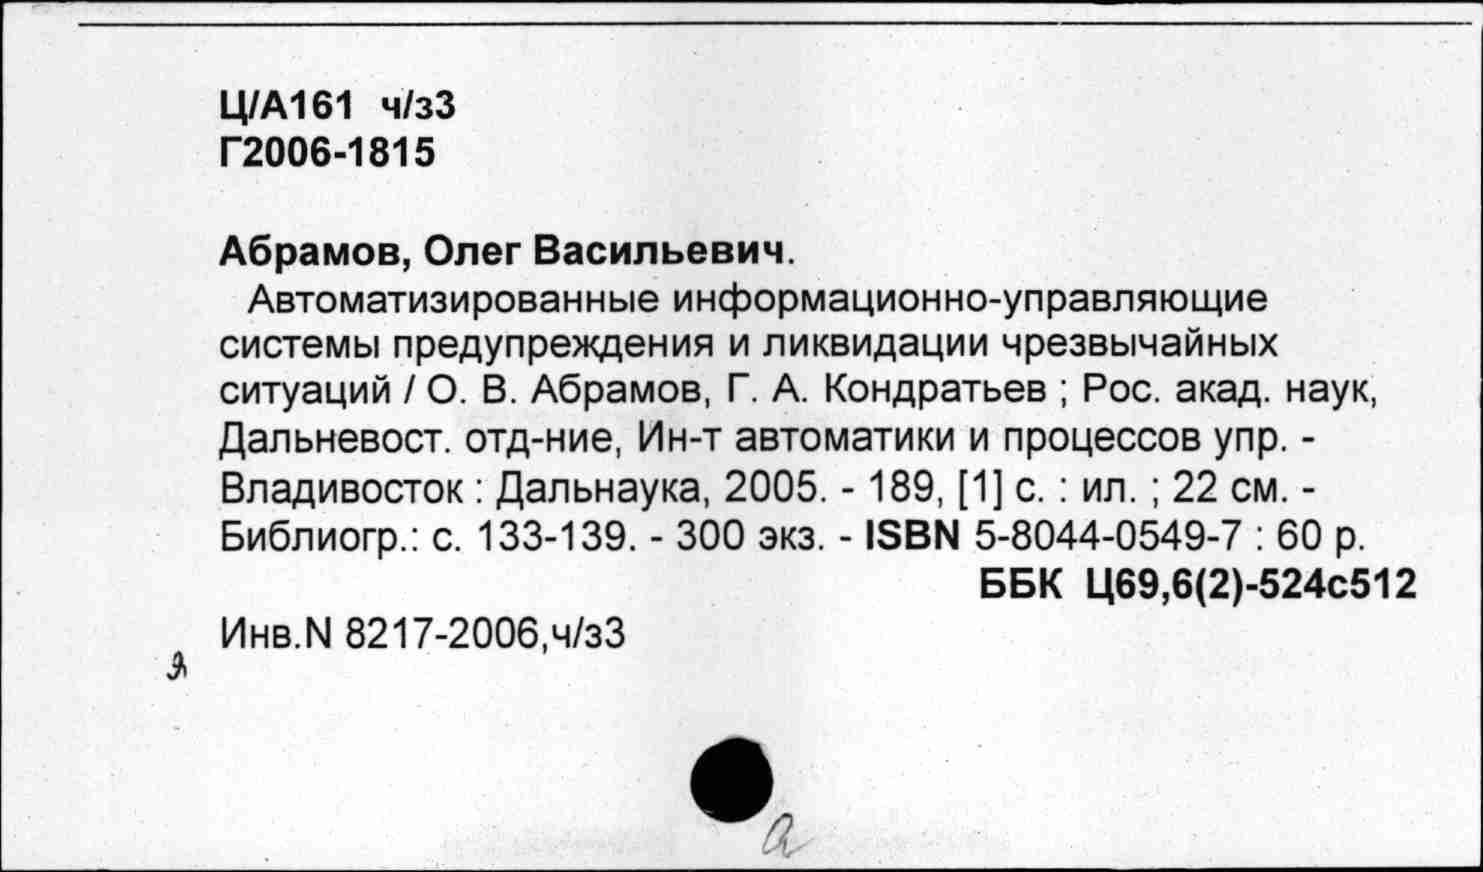 Ц/А161 ч/з3
Г2006-1815
Абрамов, Олег Васильевич.
Автоматизированные информационно-управляющие
системы предупреждения и ликвидации чрезвычайных
ситуаций / О. В. Абрамов, Г. А. Кондратьев ; Рос. акад. наук,
Дальневост. отд-ние, Ин-т автоматики и процессов упр. -
Владивосток : Дальнаука, 2005. - 189, [1] с. : ил. ; 22 см. -
Библиогр.: с. 133-139. - 300 экз. - ISBN 5-8044-0549-7 : 60 р.
ББК Ц69,6(2)-524с512
Инв.N 8217-2006,ч/з3
а